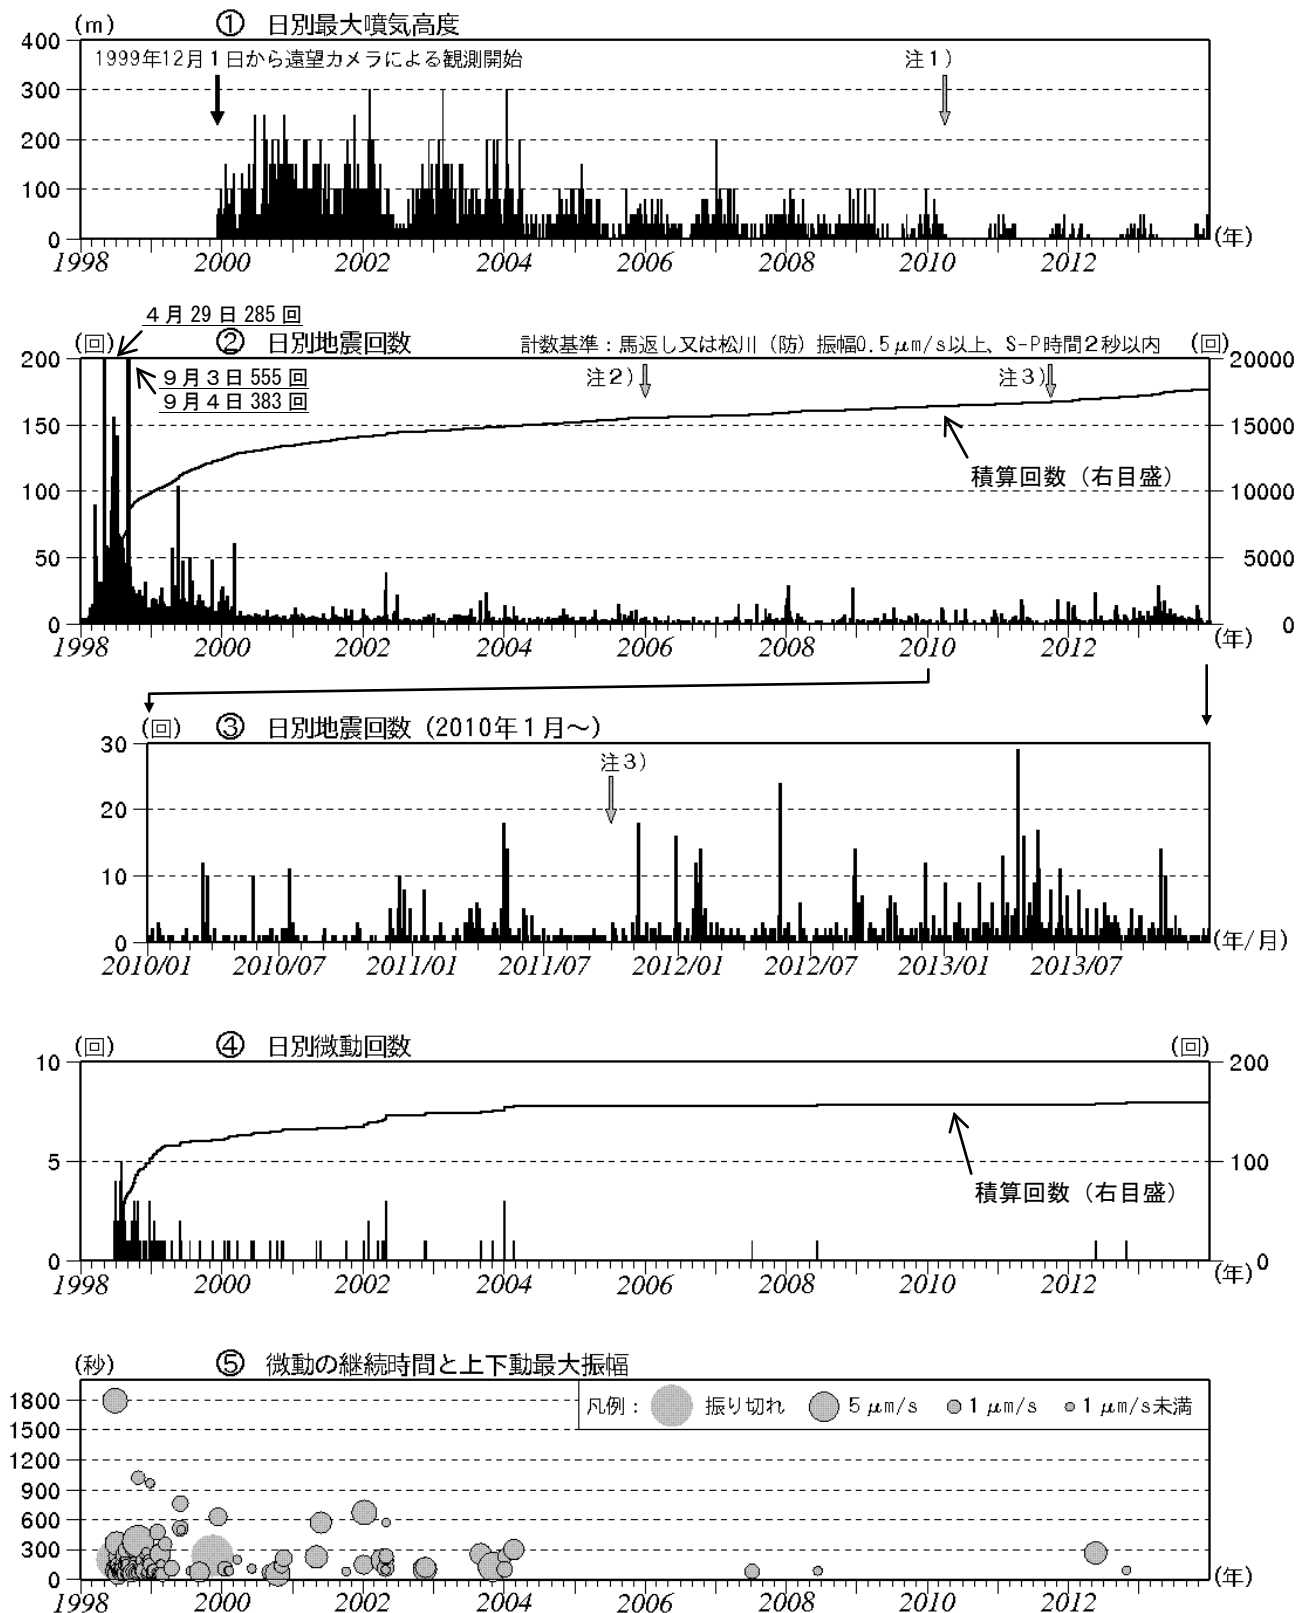 (m) ① 日別最大噴気高度
400
1999年12月1日から遠望カメラによる観測開始 注1)
300
200
100
0 (年)
1998 2000 2002 2004 2006 2008 2010 2012
4月29日285回
(回) ② 日別地震回数 計数基準：馬返し又は松川（防）振幅0.5μm/s以上、S-P時間2秒以内 (回)
200 20000
9月3日555回 注2) 注3)
9月4日383回
150 15000
積算回数（右目盛）
100 10000
50 5000
0 0
(年)
1998 2000 2002 2004 2006 2008 2010 2012
(回) ③ 日別地震回数（2010年1月～）
30
注3)
20
10
0 (年/月)
2010/01 2010/07 2011/01 2011/07 2012/01 2012/07 2013/01 2013/07
(回) ④ 日別微動回数 (回)
10 200
5 100
積算回数（右目盛）
0 0
(年)
1998 2000 2002 2004 2006 2008 2010 2012
(秒) ⑤ 微動の継続時間と上下動最大振幅
1800 凡例： 振り切れ 5μm/s 1μm/s 1μm/s未満
1500
1200
900
600
300
0 (年)
1998 2000 2002 2004 2006 2008 2010 2012